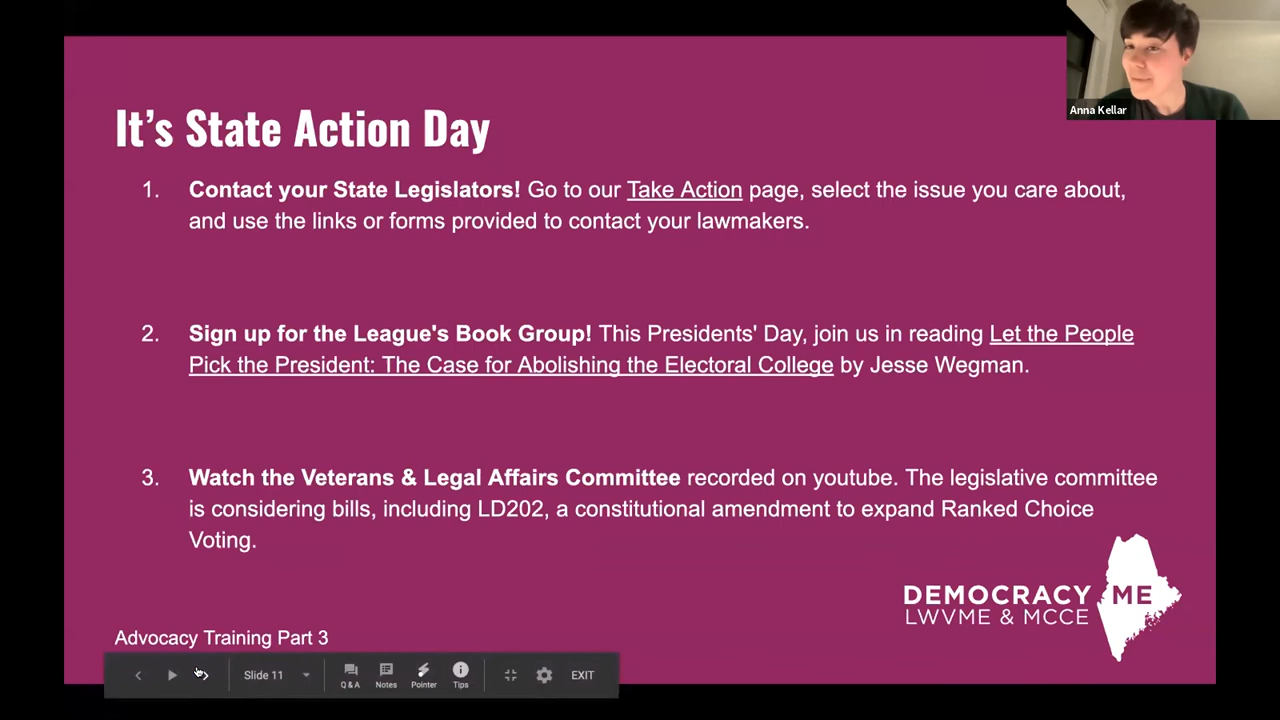 Anna Kellar
It's State Action Day
1. Contact your State Legislators! Go to our Take Action page, select the issue you care about,
and use the links or forms provided to contact your lawmakers.
2. Sign up for the League's Book Group! This Presidents' Day, join us in reading Let the People
Pick the President: The Case for Abolishing the Electoral College by Jesse Wegman.
3. Watch the Veterans & Legal Affairs Committee recorded on youtube. The legislative committee
is considering bills, including LD202, a constitutional amendment to expand Ranked Choice
Voting.
DEMOCRACY ME
LWVME & MCCE
Advocacy Training Part 3
Slide 11
Q & A
Notes
Pointer
Tips
EXIT